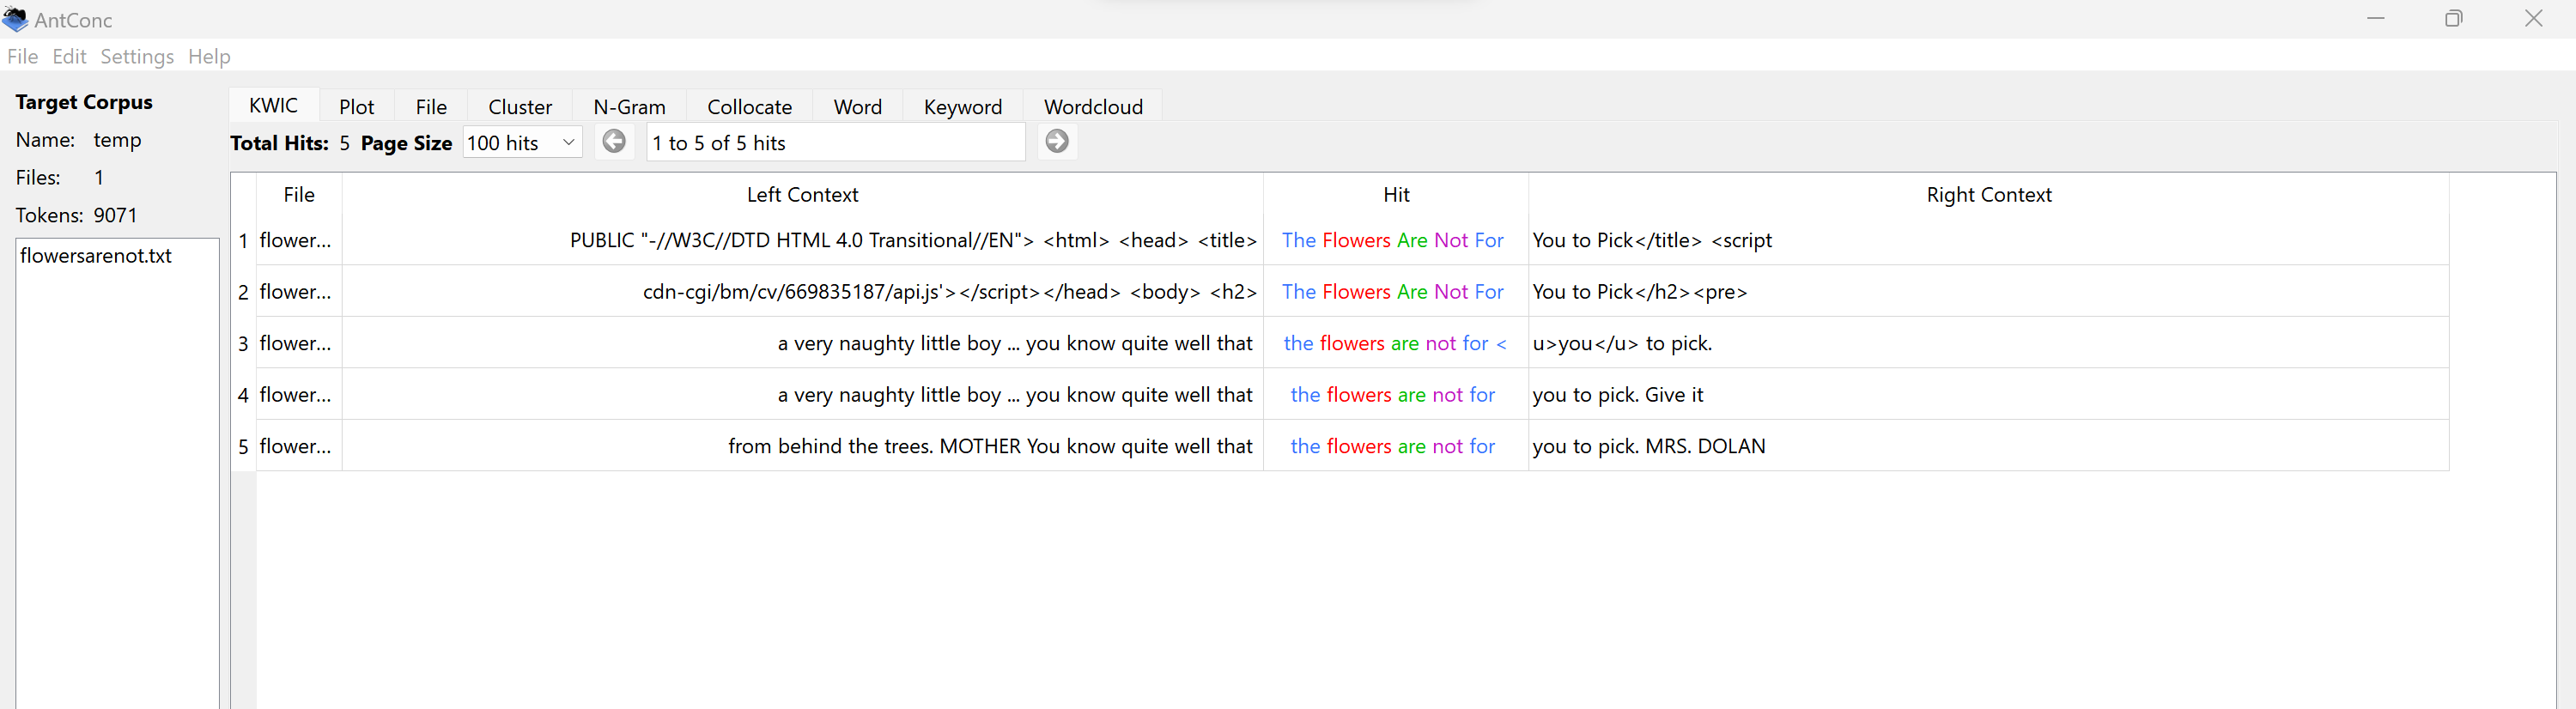 AntConc
File Edit Settings Help
Target Corpus
Name: temp
Files: 1
Tokens: 9071
flowersarenot.txt
KWIC Plot File Cluster N-Gram Collocate Word Keyword Wordcloud
Total Hits: 5 Page Size 100 hits 1 to 5 of 5 hits
File Left Context Hit Right Context
1 flower... PUBLIC "-//W3C//DTD HTML 4.0 Transitional//EN"> <html> <head> <title> The Flowers Are Not For You to Pick</title> <script
2 flower... cdn-cgi/bm/cv/669835187/api.js'></script></head> <body> <h2> The Flowers Are Not For You to Pick</h2><pre>
3 flower... a very naughty little boy ... you know quite well that the flowers are not for < u>you</u> to pick.
4 flower... a very naughty little boy ... you know quite well that the flowers are not for you to pick. Give it
5 flower... from behind the trees. MOTHER You know quite well that the flowers are not for you to pick. MRS. DOLAN